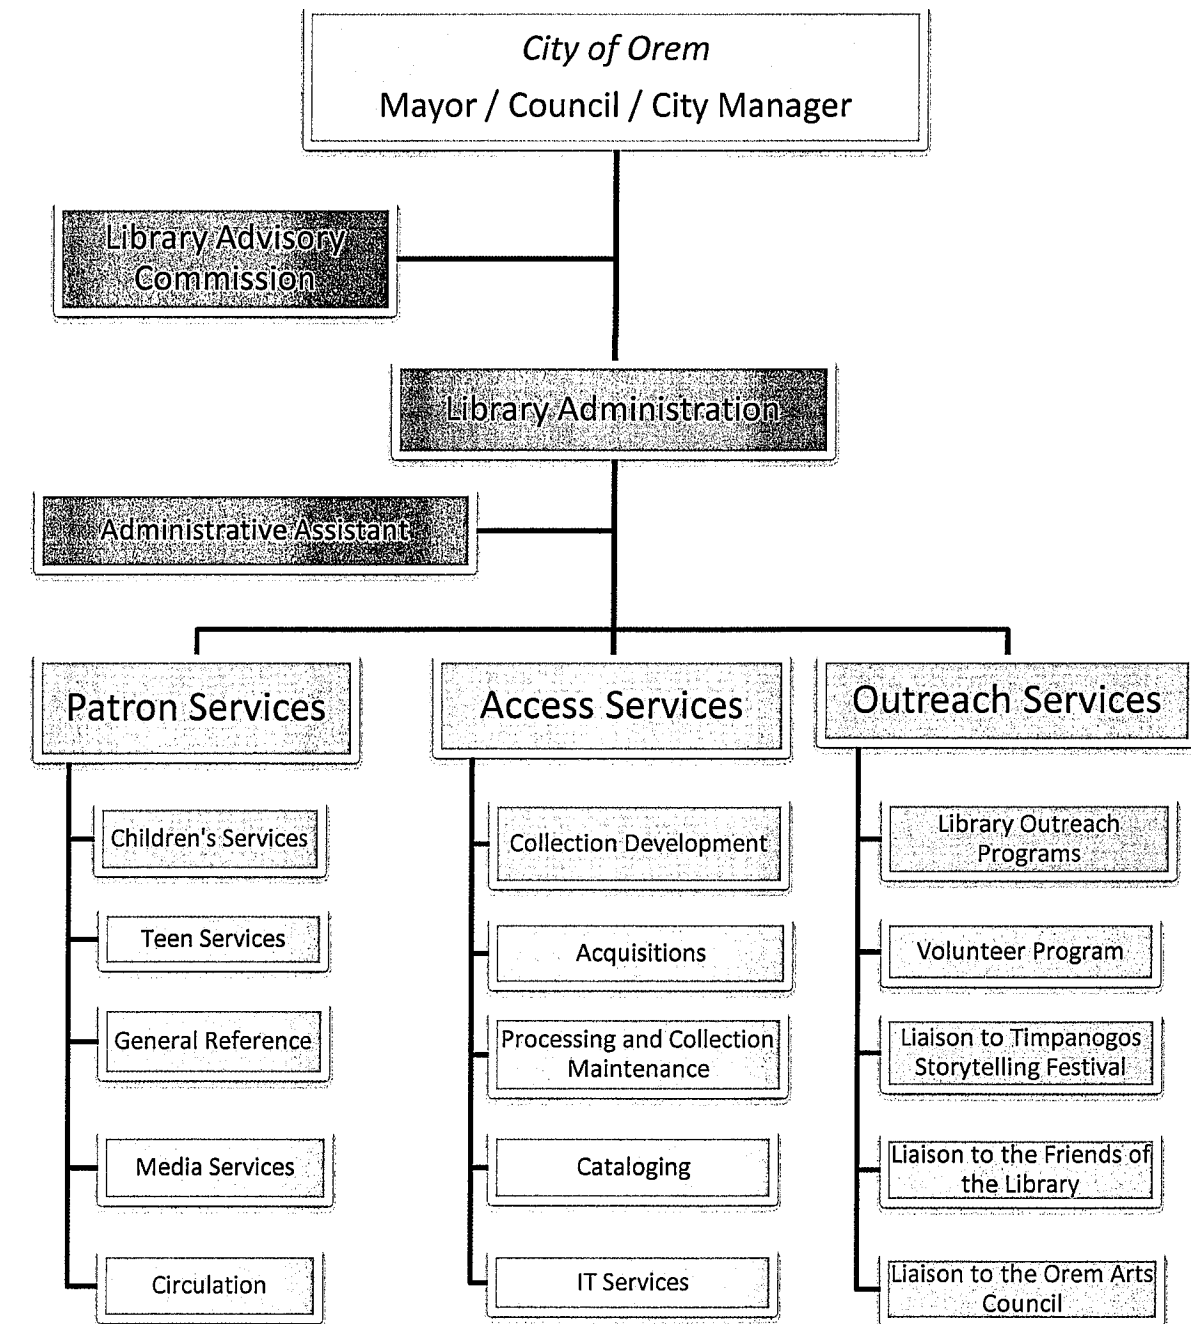 City of Orem
Mayor / Council / City Manager
Library Advisory
Commission
Library Administration
Administrative Assistant
Patron Services
Children's Services
Teen Services
General Reference
Media Services
Circulation
Access Services
Collection Development
Acquisitions
Processing and Collection
Maintenance
Cataloging
IT Services
Outreach Services
Library Outreach
Programs
Volunteer Program
Liaison to Timpanogos
Storytelling Festival
Liaison to the Friends of
the Library
Liaison to the Orem Arts
Council